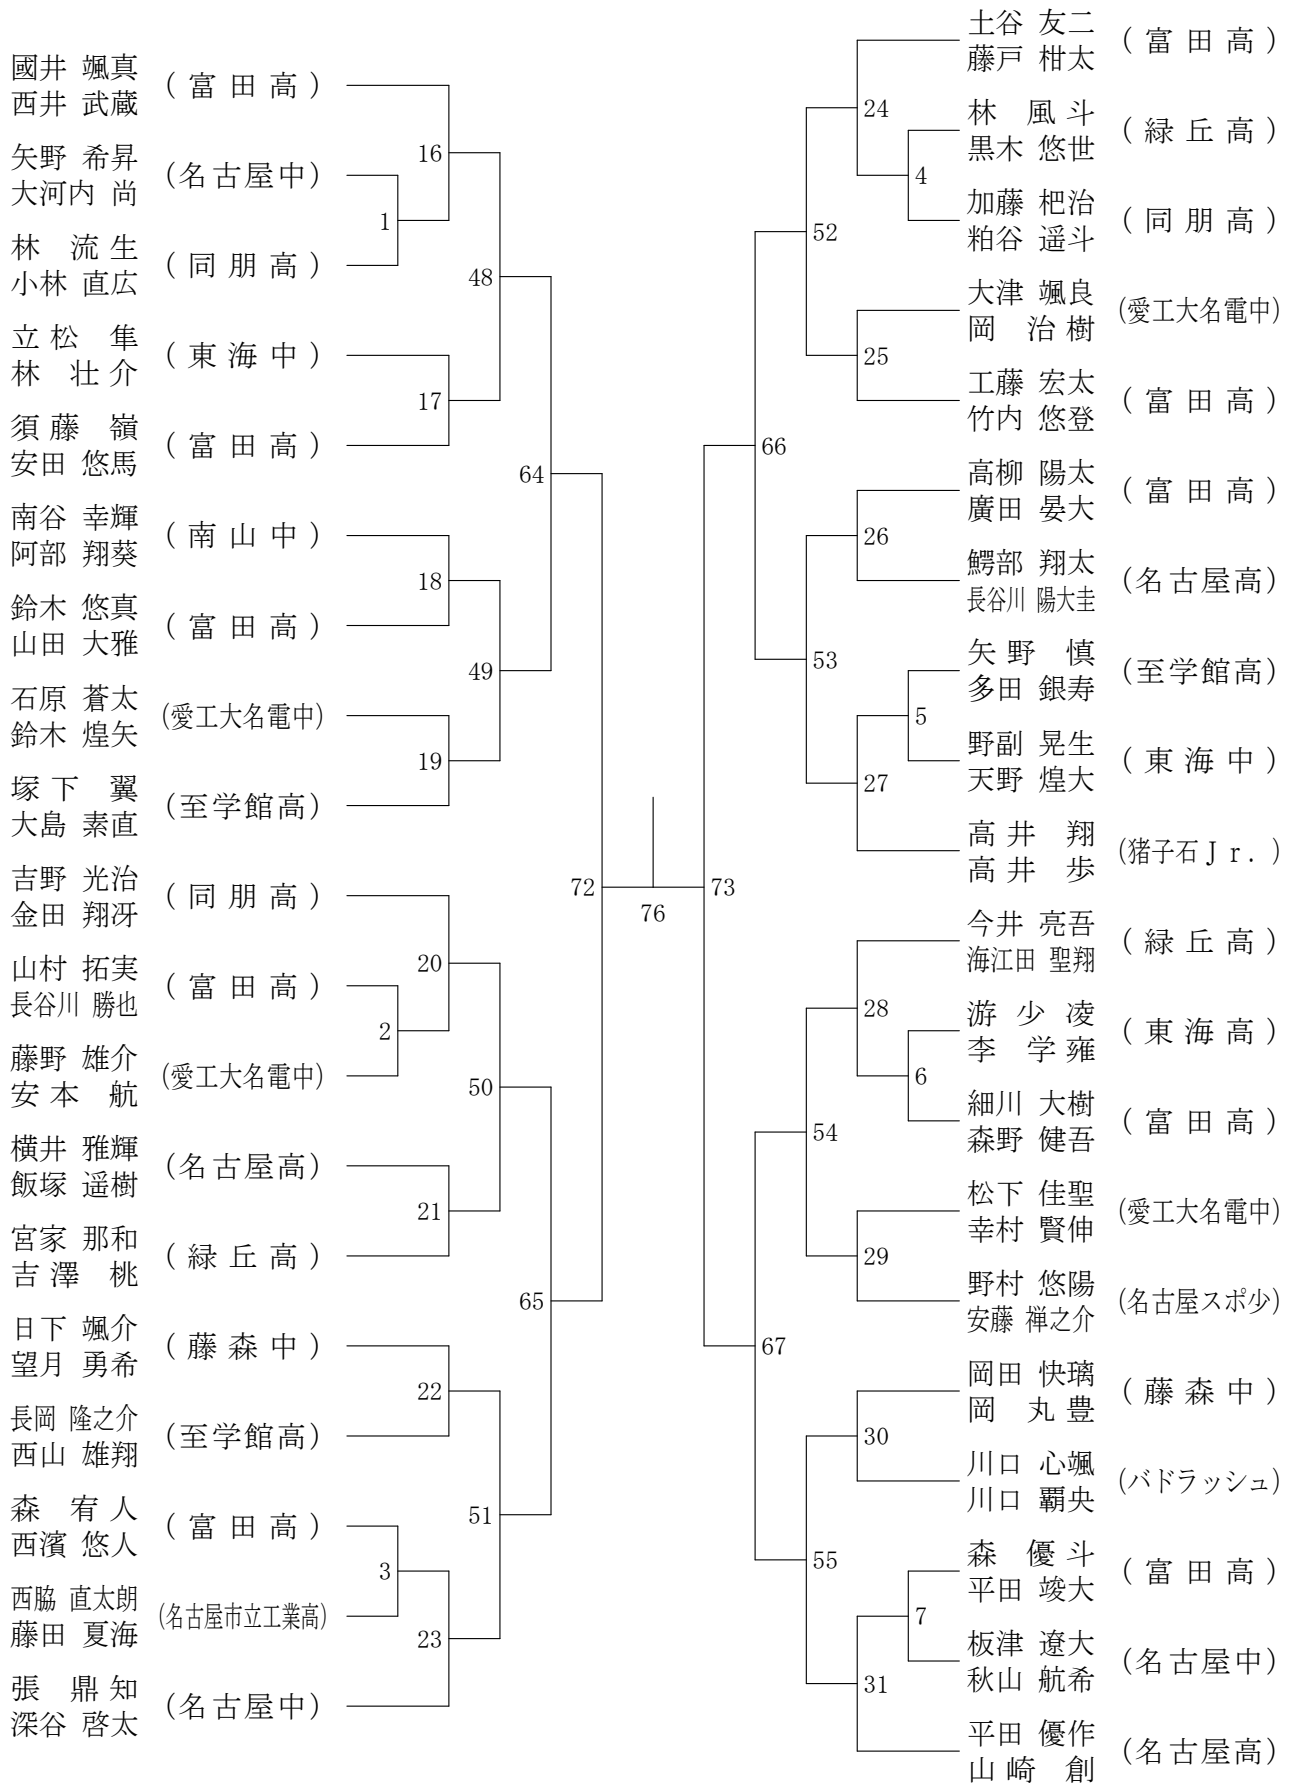 國井 颯真
西井 武蔵
(富田高)
矢野 希昇
大河内 尚
(名古屋中)
林 流生
小林 直広
(同朋高)
立松 隼
林 壮介
(東海中)
須藤 嶺
安田 悠馬
(富田高)
南谷 幸輝
阿部 翔葵
(南山中)
鈴木 悠真
山田 大雅
(富田高)
石原 蒼太
鈴木 煌矢
(愛工大名電中)
塚下 翼
大島 素直
(至学館高)
吉野 光治
金田 翔冴
(同朋高)
山村 拓実
長谷川 勝也
(富田高)
藤野 雄介
安本 航
(愛工大名電中)
横井 雅輝
飯塚 遥樹
(名古屋高)
宮家 那和
吉澤 桃
(緑丘高)
日下 颯介
望月 勇希
(藤森中)
長岡 隆之介
西山 雄翔
(至学館高)
森 宥人
西濱 悠人
(富田高)
西脇 直太朗
藤田 夏海
(名古屋市立工業高)
張 鼎知
深谷 啓太
(名古屋中)
1
2
3
16
17
18
19
20
21
22
23
48
49
50
51
64
65
72
76
73
66
67
52
53
54
55
24
25
26
27
28
29
30
31
4
5
6
7
土谷 友二
藤戸 柑太
(富田高)
林 風斗
黒木 悠世
(緑丘高)
加藤 杷治
粕谷 遥斗
(同朋高)
大津 颯良
岡 治樹
(愛工大名電中)
工藤 宏太
竹内 悠登
(富田高)
高柳 陽太
廣田 晏大
(富田高)
鰐部 翔太
長谷川 陽大圭
(名古屋高)
矢野 慎
多田 銀寿
(至学館高)
野副 晃生
天野 煌大
(東海中)
高井 翔
高井 歩
(猪子石Jr.)
今井 亮吾
海江田 聖翔
(緑丘高)
游 少凌
李 学雍
(東海高)
細川 大樹
森野 健吾
(富田高)
松下 佳聖
幸村 賢伸
(愛工大名電中)
野村 悠陽
安藤 禅之介
(名古屋スポ少)
岡田 快璃
岡 丸豊
(藤森中)
川口 心颯
川口 覇央
(バドラッシュ)
森 優斗
平田 竣大
(富田高)
板津 遼大
秋山 航希
(名古屋中)
平田 優作
山崎 創
(名古屋高)